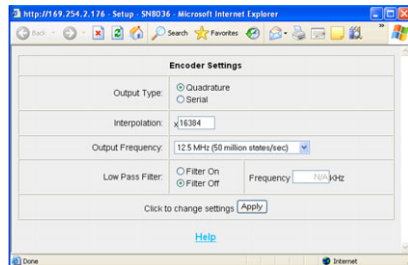 http://169.254.2.176 - Setup - SN8036 - Microsoft Internet Explorer
Back Search Favorites
Encoder Settings
Output Type: Quadrature
Serial
Interpolation: x 16384
Output Frequency: 12.5 MHz (50 million states/sec)
Low Pass Filter: Filter On
Filter Off Frequency N/A kHz
Click to change settings Apply
Help
Done Internet